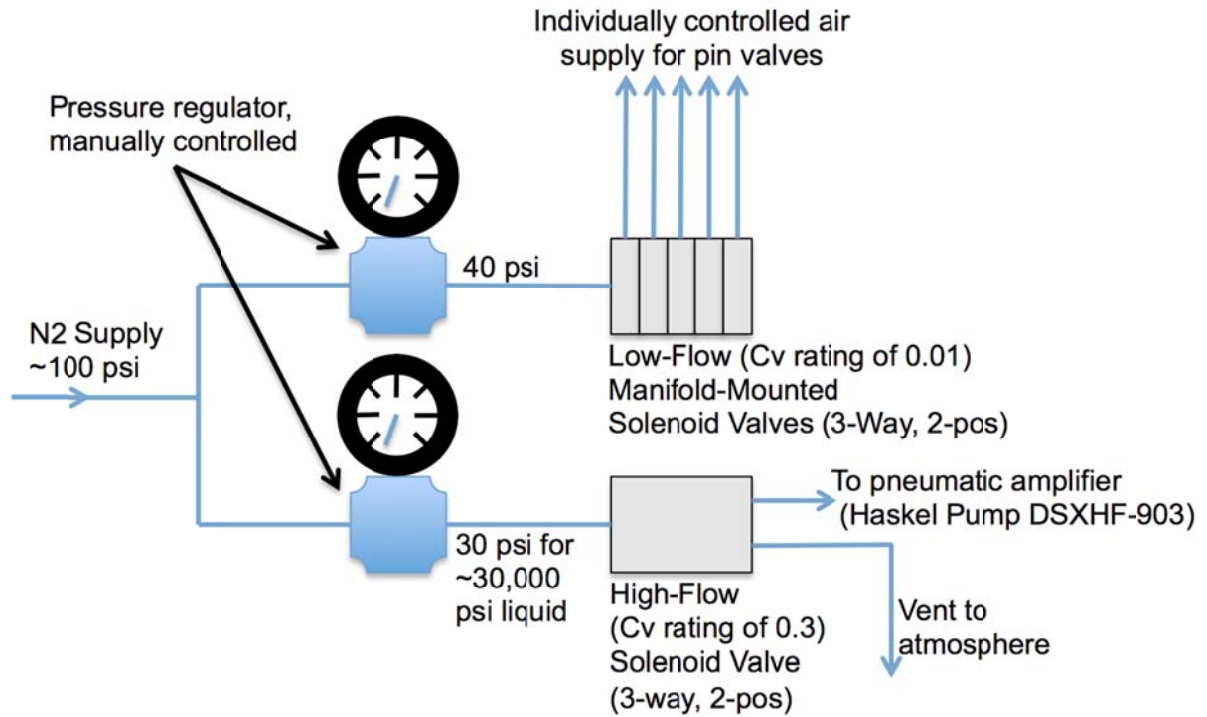 Individually controlled air
supply for pin valves
Pressure regulator,
manually controlled
40 psi
N2 Supply
~100 psi
Low-Flow (Cv rating of 0.01)
Manifold-Mounted
Solenoid Valves (3-Way, 2-pos)
To pneumatic amplifier
(Haskel Pump DSXHF-903)
30 psi for
~30,000
psi liquid
High-Flow
(Cv rating of 0.3)
Solenoid Valve
(3-way, 2-pos)
Vent to
atmosphere